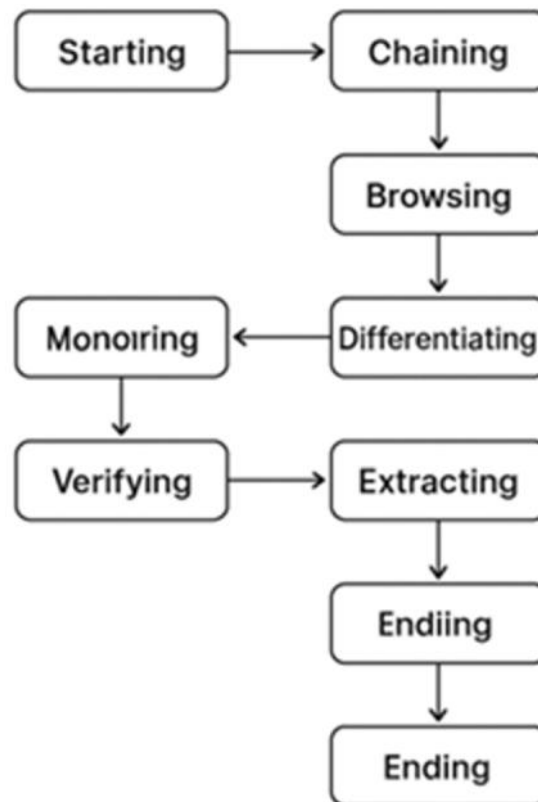 Starting
Chaining
Browsing
Differentiating
Monoıring
Verifying
Extracting
Endiing
Ending